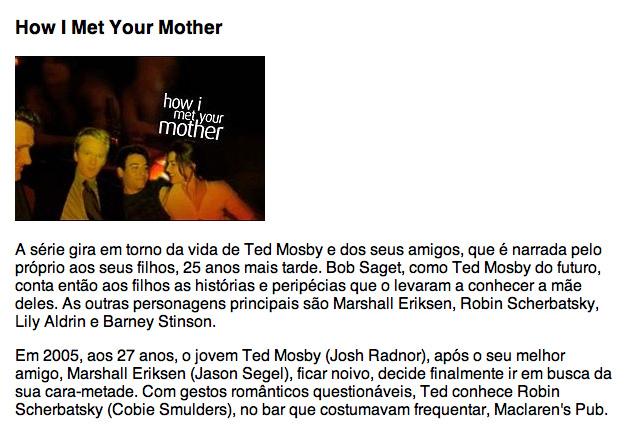 How I Met Your Mother
how i
met your
mother
A série gira em torno da vida de Ted Mosby e dos seus amigos, que é narrada pelo
próprio aos seus filhos, 25 anos mais tarde. Bob Saget, como Ted Mosby do futuro,
conta então aos filhos as histórias e peripécias que o levaram a conhecer a mãe
deles. As outras personagens principais são Marshall Eriksen, Robin Scherbatsky,
Lily Aldrin e Barney Stinson.
Em 2005, aos 27 anos, o jovem Ted Mosby (Josh Radnor), após o seu melhor
amigo, Marshall Eriksen (Jason Segel), ficar noivo, decide finalmente ir em busca da
sua cara-metade. Com gestos românticos questionáveis, Ted conhece Robin
Scherbatsky (Cobie Smulders), no bar que costumavam frequentar, Maclaren's Pub.